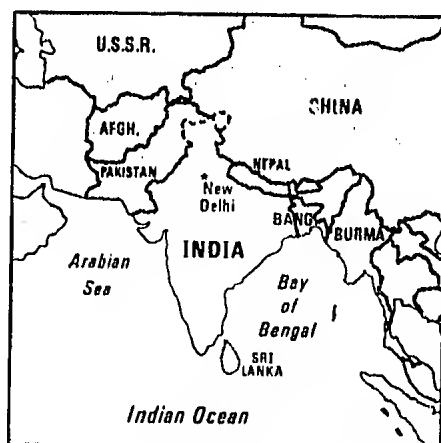 U.S.S.R.
CHINA
AFGH.
PAKISTAN
NEPAL
*New
Delhi
BANG.
BURMA
INDIA
Arabian
Sea
Bay
of
Bengal
SRI
LANKA
Indian Ocean